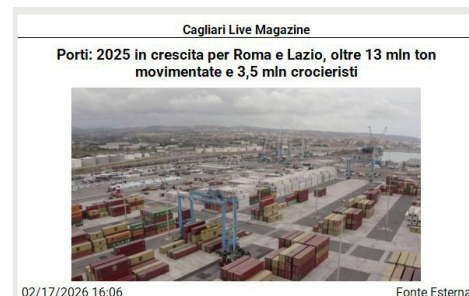 Cagliari Live Magazine
Porti: 2025 in crescita per Roma e Lazio, oltre 13 mln ton
movimentate e 3,5 mln crocieristi
02/17/2026 16:06
Fonte Esterna